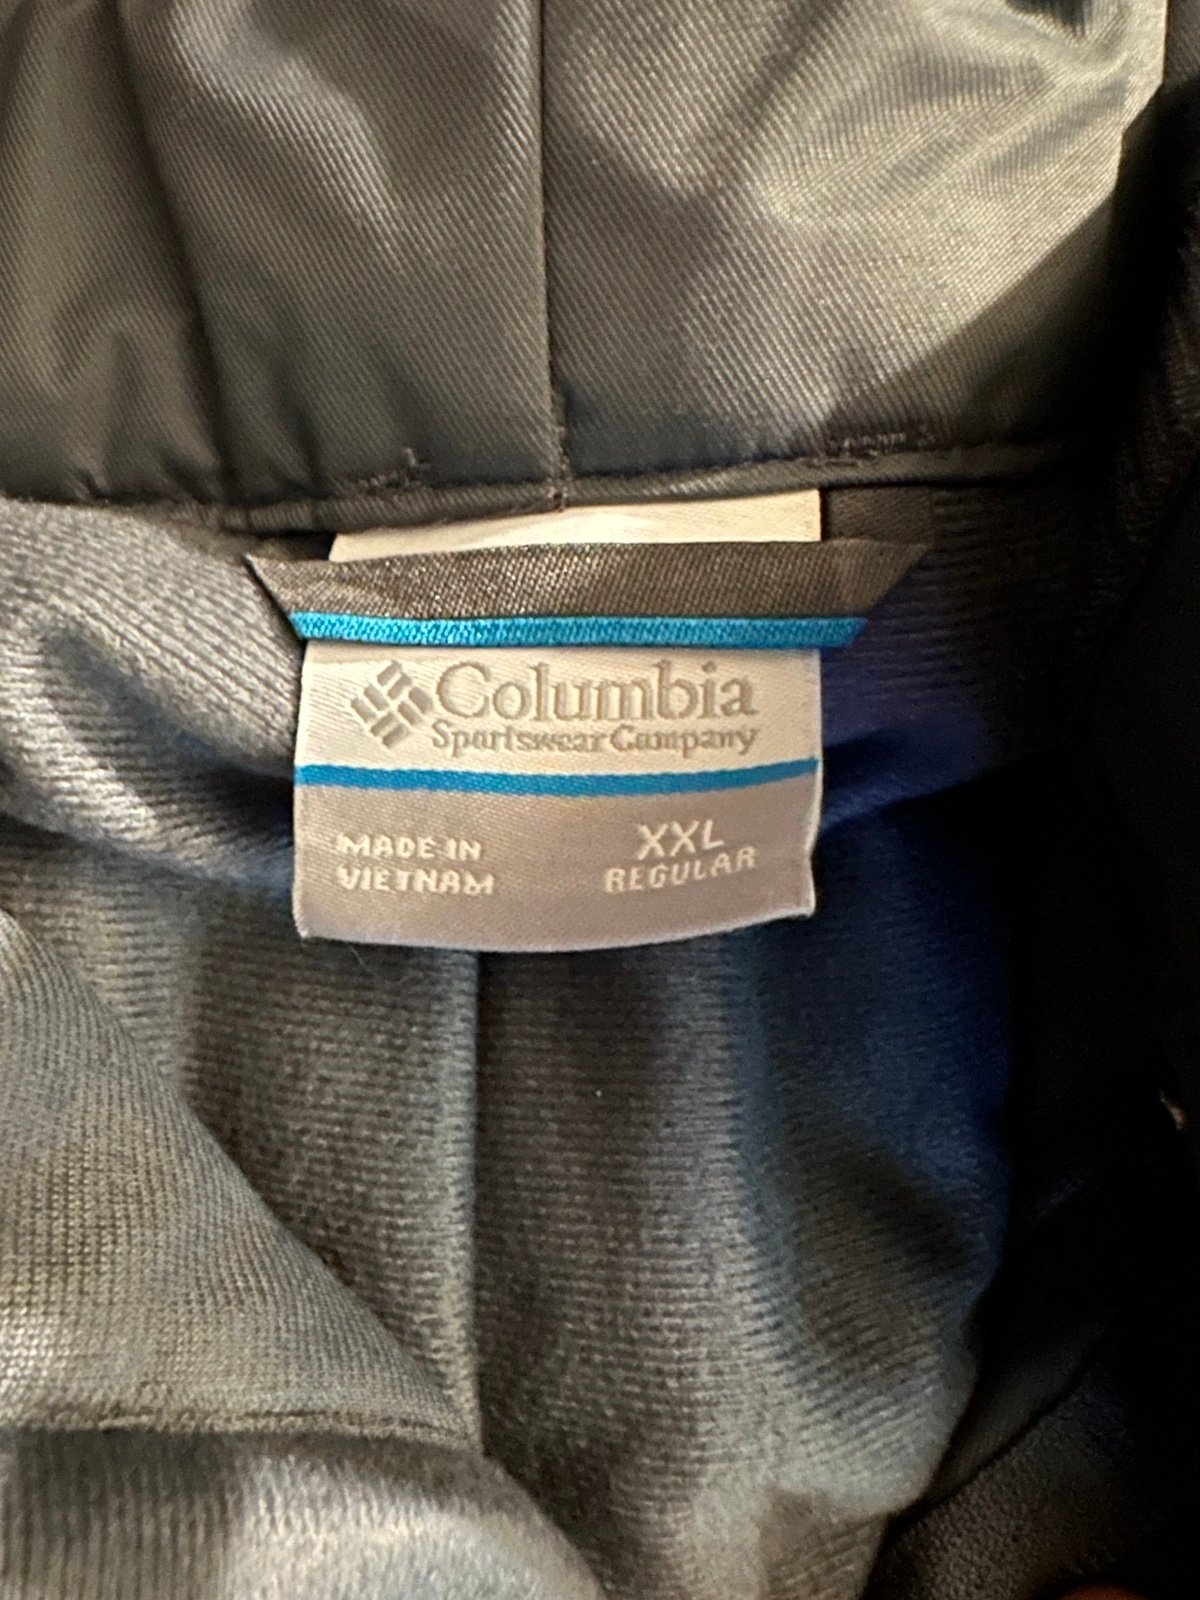 Columbia
Sportswear Company
MADE IN
VIETNAM
XXL
REGULAR